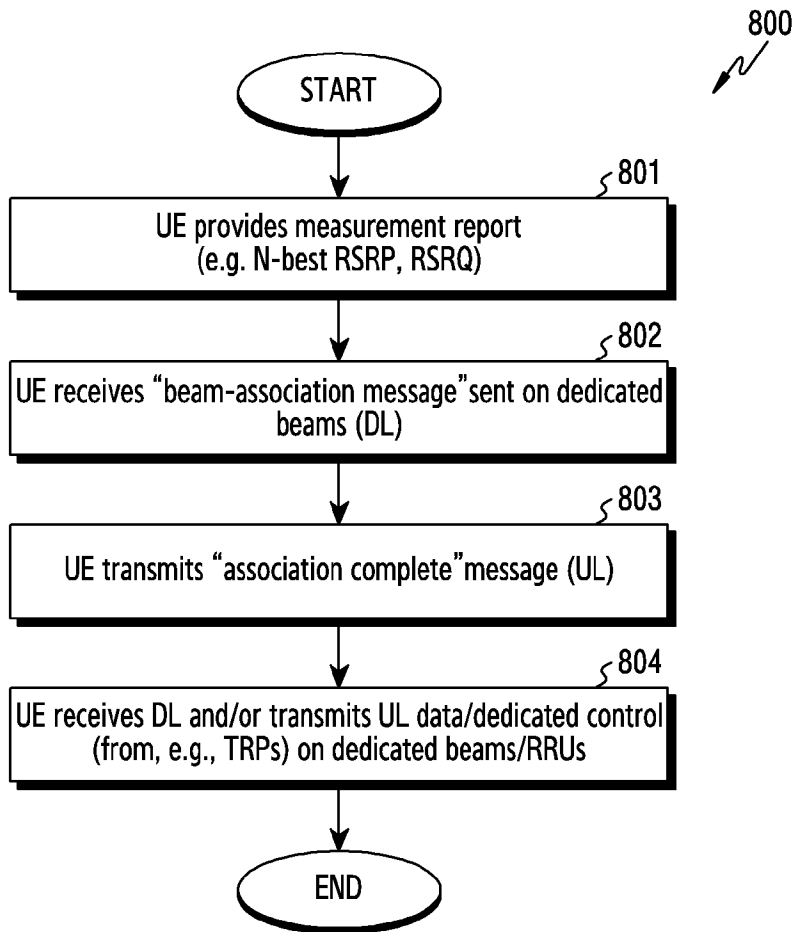 800
START
801
UE provides measurement report
(e.g. N-best RSRP, RSRQ)
802
UE receives “beam-association message”sent on dedicated
beams (DL)
803
UE transmits “association complete”message (UL)
804
UE receives DL and/or transmits UL data/dedicated control
(from, e.g., TRPs) on dedicated beams/RRUs
END